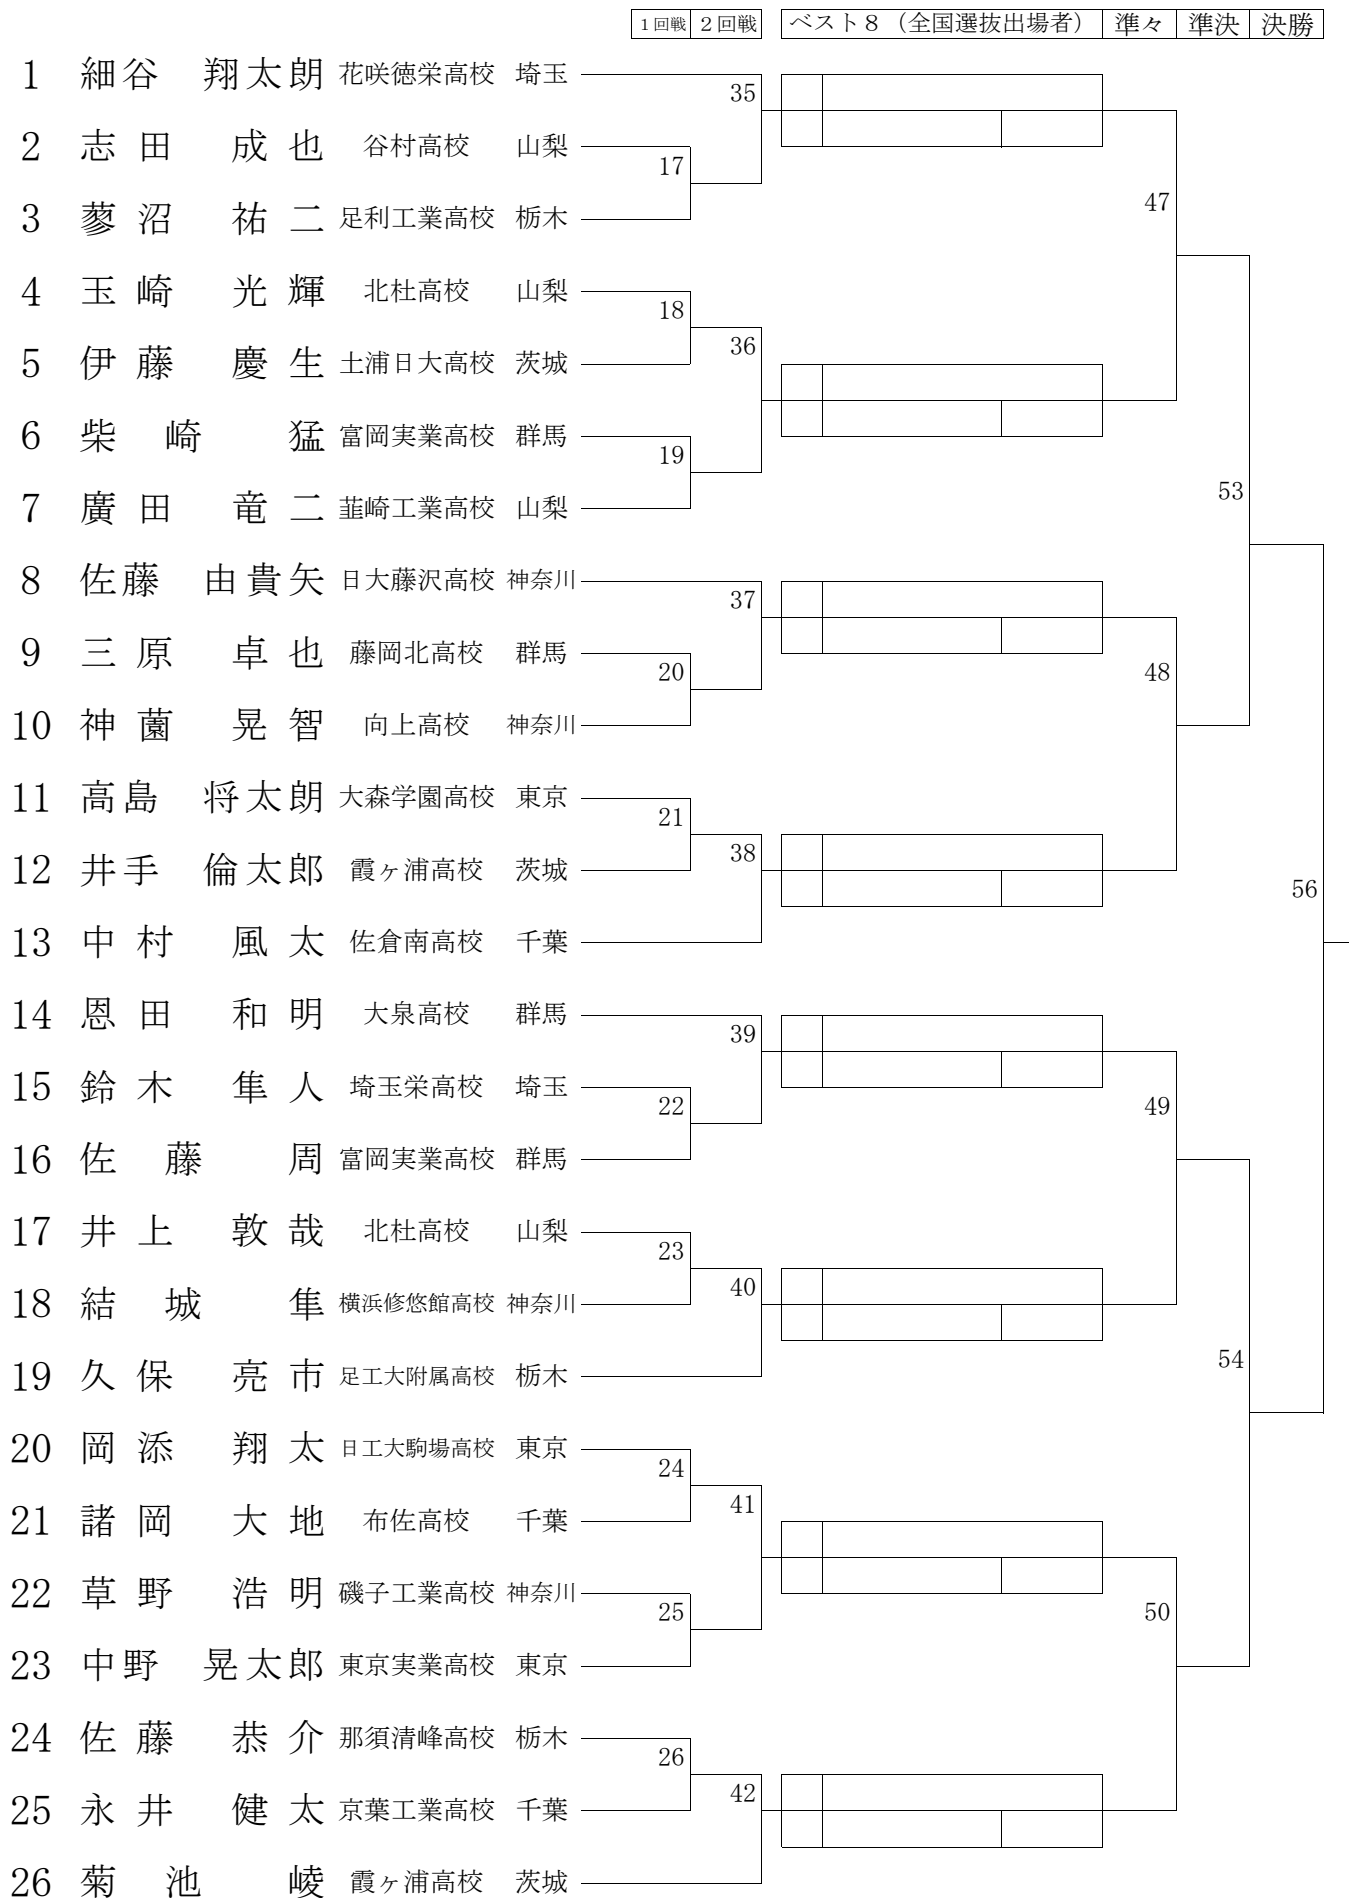 1回戦 2回戦 ベスト8（全国選抜出場者） 準々 準決 決勝
1 細谷 翔太朗 花咲徳栄高校 埼玉
35
2 志田 成也 谷村高校 山梨
17
3 蓼沼 祐二 足利工業高校 栃木
47
4 玉崎 光輝 北杜高校 山梨
18
36
5 伊藤 慶生 土浦日大高校 茨城
6 柴崎 猛 富岡実業高校 群馬
19
53
7 廣田 竜二 韮崎工業高校 山梨
8 佐藤 由貴矢 日大藤沢高校 神奈川
37
9 三原 卓也 藤岡北高校 群馬
20 48
10 神薗 晃智 向上高校 神奈川
11 高島 将太朗 大森学園高校 東京
21
38
12 井手 倫太郎 霞ヶ浦高校 茨城
56
13 中村 風太 佐倉南高校 千葉
14 恩田 和明 大泉高校 群馬
39
15 鈴木 隼人 埼玉栄高校 埼玉
22 49
16 佐藤 周 富岡実業高校 群馬
17 井上 敦哉 北杜高校 山梨
23
40
18 結城 隼 横浜修悠館高校 神奈川
54
19 久保 亮市 足工大附属高校 栃木
20 岡添 翔太 日工大駒場高校 東京
24
41
21 諸岡 大地 布佐高校 千葉
22 草野 浩明 磯子工業高校 神奈川
25 50
23 中野 晃太郎 東京実業高校 東京
24 佐藤 恭介 那須清峰高校 栃木
26
42
25 永井 健太 京葉工業高校 千葉
26 菊池 崚 霞ヶ浦高校 茨城